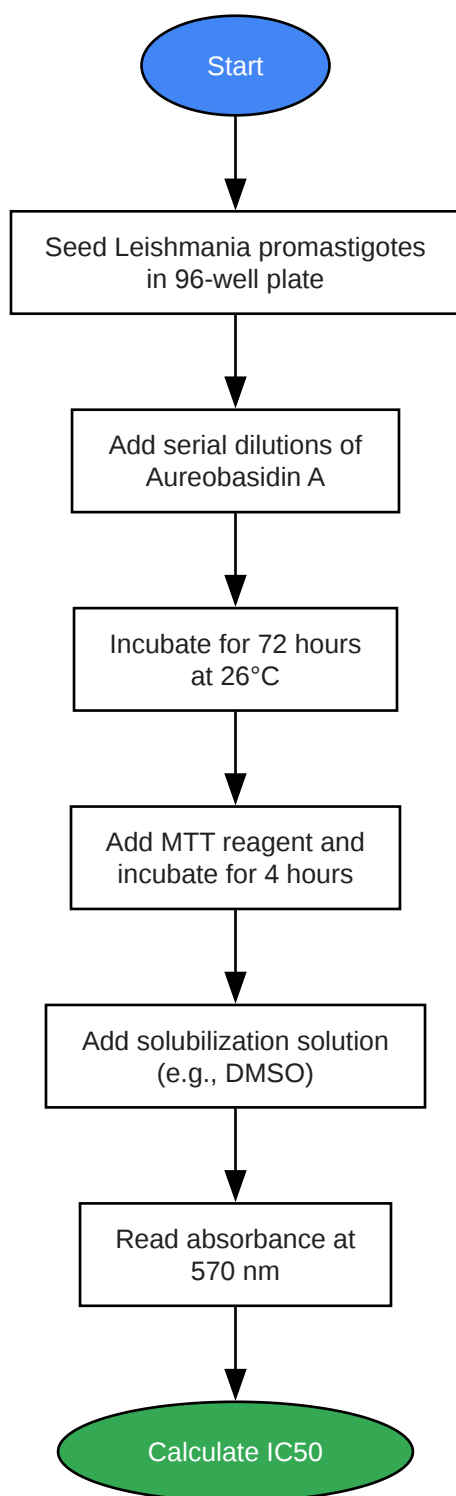 Start
Seed Leishmania promastigotes
in 96-well plate
Add serial dilutions of
Aureobasidin A
Incubate for 72 hours
at 26°C
Add MTT reagent and
incubate for 4 hours
Add solubilization solution
(e.g., DMSO)
Read absorbance at
570 nm
Calculate IC50